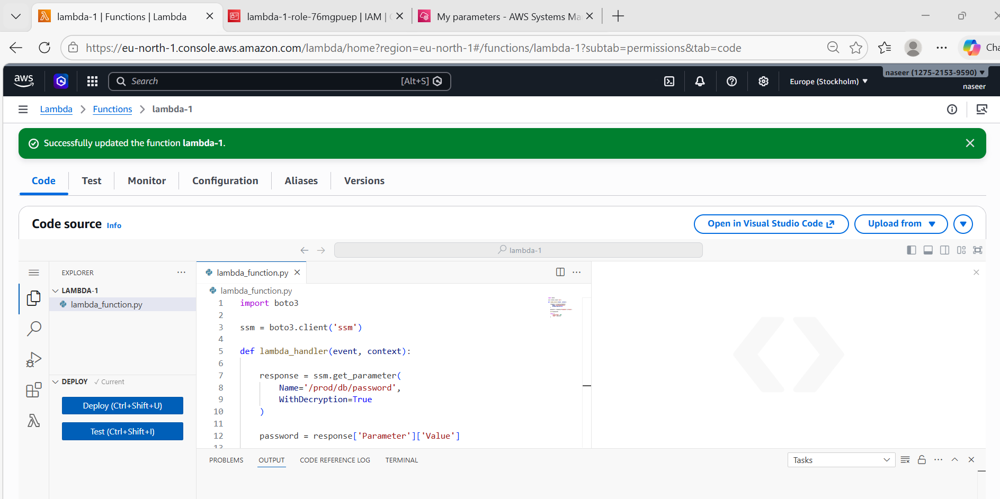 lambda-1 | Functions | Lambda
lambda-1-role-76mgpuep | IAM |
My parameters - AWS Systems Ma
https://eu-north-1.console.aws.amazon.com/lambda/home?region=eu-north-1#/functions/lambda-1?subtab=permissions&tab=code
Cha
aws
Search
[Alt+S]
Europe (Stockholm)
naseer (1275-2153-9590)
naseer
Lambda > Functions > lambda-1
Successfully updated the function lambda-1.
Code
Test
Monitor
Configuration
Aliases
Versions
Code source Info
Open in Visual Studio Code
Upload from
lambda-1
EXPLORER
LAMBDA-1
lambda_function.py
DEPLOY ✓ Current
Deploy (Ctrl+Shift+U)
Test (Ctrl+Shift+I)
lambda_function.py
lambda_function.py
1 import boto3
2
3 ssm = boto3.client('ssm')
4
5 def lambda_handler(event, context):
6
7 response = ssm.get_parameter(
8 Name='/prod/db/password',
9 WithDecryption=True
10 )
11
12 password = response['Parameter']['Value']
13
PROBLEMS
OUTPUT
CODE REFERENCE LOG
TERMINAL
Tasks